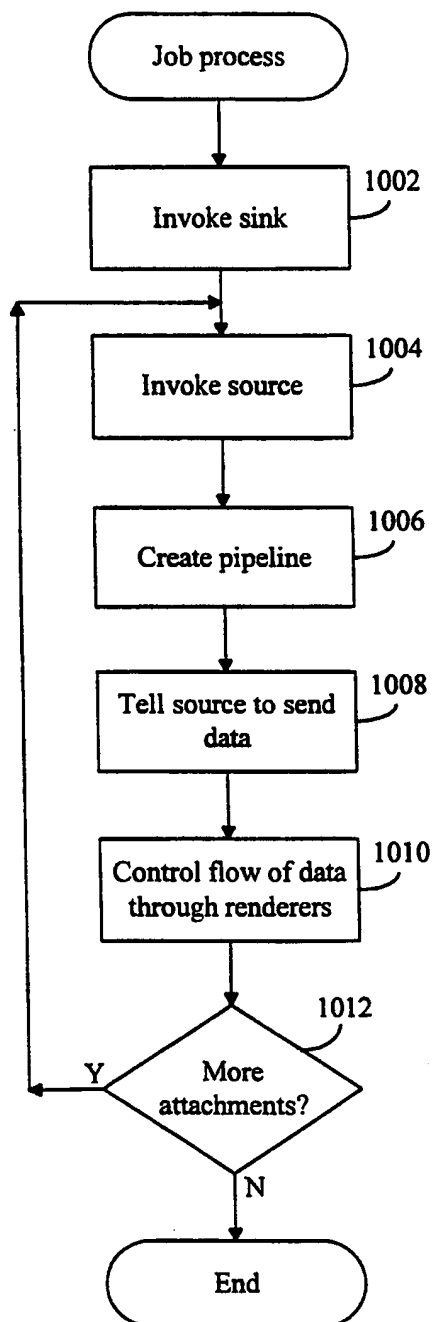 Job process
1002
Invoke sink
1004
Invoke source
1006
Create pipeline
1008
Tell source to send
data
1010
Control flow of data
through renderers
1012
More
attachments?
Y
N
End